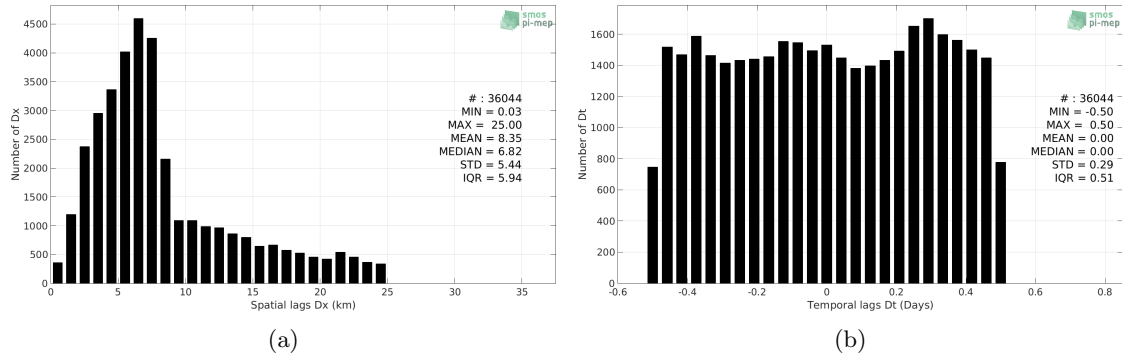 smos
pi-mep
4500
4000
3500
3000
2500
2000
1500
1000
500
0
Number of Dx
# : 36044
MIN = 0.03
MAX = 25.00
MEAN = 8.35
MEDIAN = 6.82
STD = 5.44
IQR = 5.94
0 5 10 15 20 25 30 35
Spatial lags Dx (km)
(a)
smos
pi-mep
1600
1400
1200
1000
800
600
400
200
0
Number of Dt
# : 36044
MIN = -0.50
MAX = 0.50
MEAN = 0.00
MEDIAN = 0.00
STD = 0.29
IQR = 0.51
-0.6 -0.4 -0.2 0 0.2 0.4 0.6 0.8
Temporal lags Dt (Days)
(b)